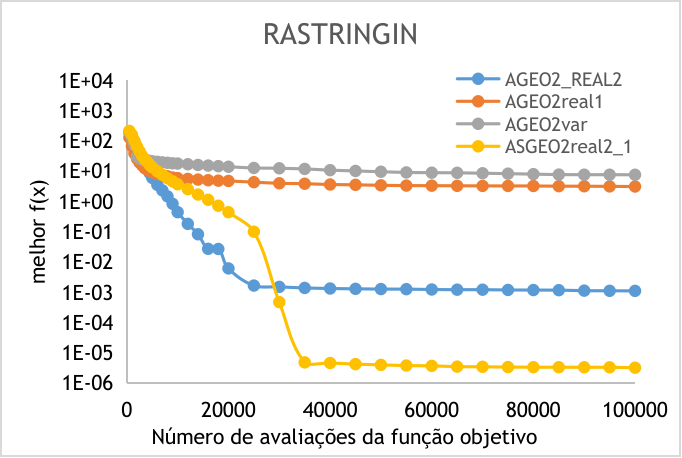 RASTRINGIN
AGEO2_REAL2
AGEO2real1
AGEO2var
ASGEO2real2_1
melhor f(x)
1E+04
1E+03
1E+02
1E+01
1E+00
1E-01
1E-02
1E-03
1E-04
1E-05
1E-06
0 20000 40000 60000 80000 100000
Número de avaliações da função objetivo